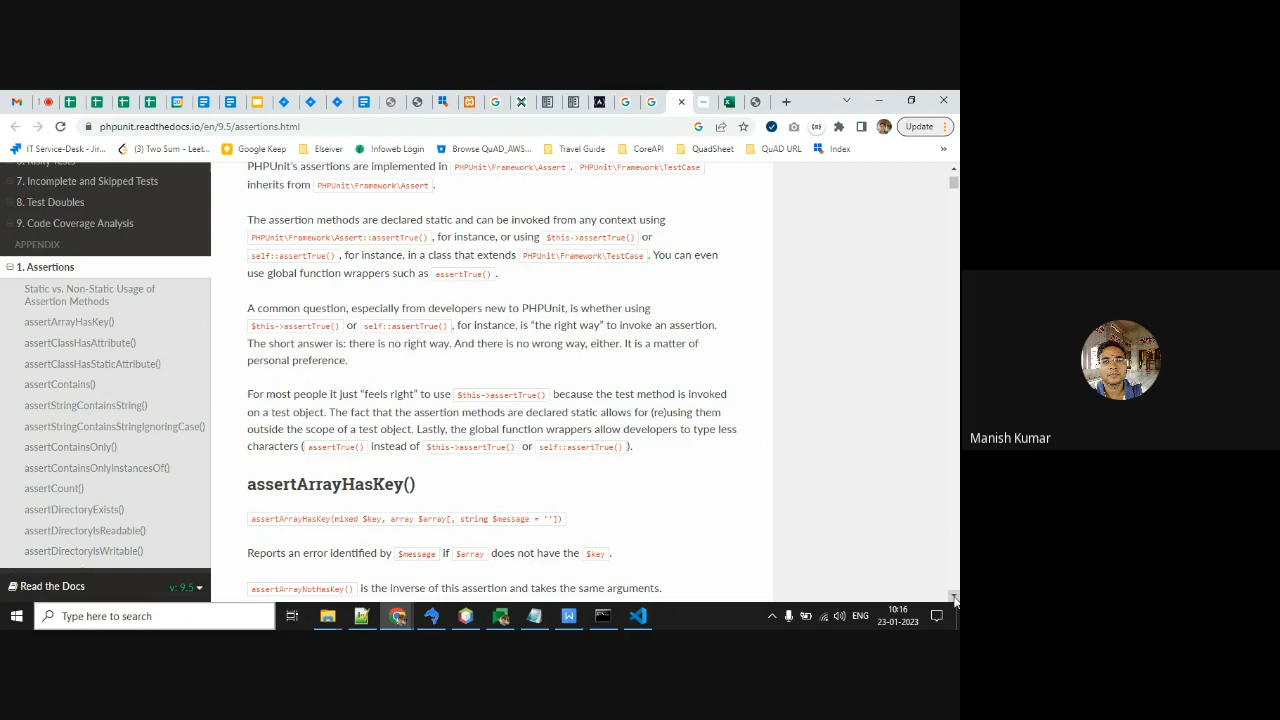 phpunit.readthedocs.io/en/9.5/assertions.html
Update
IT Service-Desk - Jir...
(3) Two Sum - Leet...
Google Keep
Elseiver
Infoweb Login
Browse QuAD_AWS...
Travel Guide
CoreAPI
QuadSheet
QuAD URL
Index
»
6. Risky Tests
7. Incomplete and Skipped Tests
8. Test Doubles
9. Code Coverage Analysis
APPENDIX
1. Assertions
Static vs. Non-Static Usage of
Assertion Methods
assertArrayHasKey()
assertClassHasAttribute()
assertClassHasStaticAttribute()
assertContains()
assertStringContainsString()
assertStringContainsStringIgnoringCase()
assertContainsOnly()
assertContainsOnlyInstancesOf()
assertCount()
assertDirectoryExists()
assertDirectoryIsReadable()
assertDirectoryIsWritable()
Read the Docs
v: 9.5
PHPUnit's assertions are implemented in PHPUnit\Framework\Assert. PHPUnit\Framework\TestCase
inherits from PHPUnit\Framework\Assert.
The assertion methods are declared static and can be invoked from any context using
PHPUnit\Framework\Assert::assertTrue(), for instance, or using $this->assertTrue() or
self::assertTrue(), for instance, in a class that extends PHPUnit\Framework\TestCase. You can even
use global function wrappers such as assertTrue().
A common question, especially from developers new to PHPUnit, is whether using
$this->assertTrue() or self::assertTrue(), for instance, is “the right way” to invoke an assertion.
The short answer is: there is no right way. And there is no wrong way, either. It is a matter of
personal preference.
For most people it just “feels right” to use $this->assertTrue() because the test method is invoked
on a test object. The fact that the assertion methods are declared static allows for (re)using them
outside the scope of a test object. Lastly, the global function wrappers allow developers to type less
characters (assertTrue() instead of $this->assertTrue() or self::assertTrue()).
assertArrayHasKey()
assertArrayHasKey(mixed $key, array $array[, string $message = ''])
Reports an error identified by $message if $array does not have the $key.
assertArrayNotHasKey() is the inverse of this assertion and takes the same arguments.
Type here to search
ENG
10:16
23-01-2023
Manish Kumar